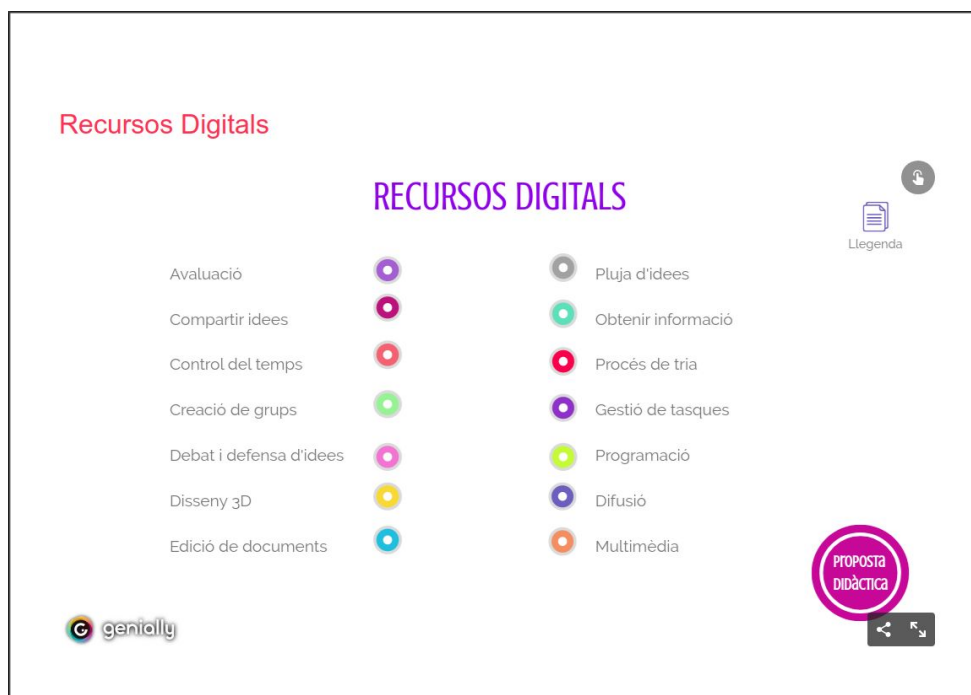 Recursos Digitals
RECURSOS DIGITALS
Llegenda
Avaluació
Compartir idees
Control del temps
Creació de grups
Debat i defensa d'idees
Disseny 3D
Edició de documents
Pluja d'idees
Obtenir informació
Procés de tria
Gestió de tasques
Programació
Difusió
Multimèdia
PROPOSTA
DIDÀCTICA
G genially